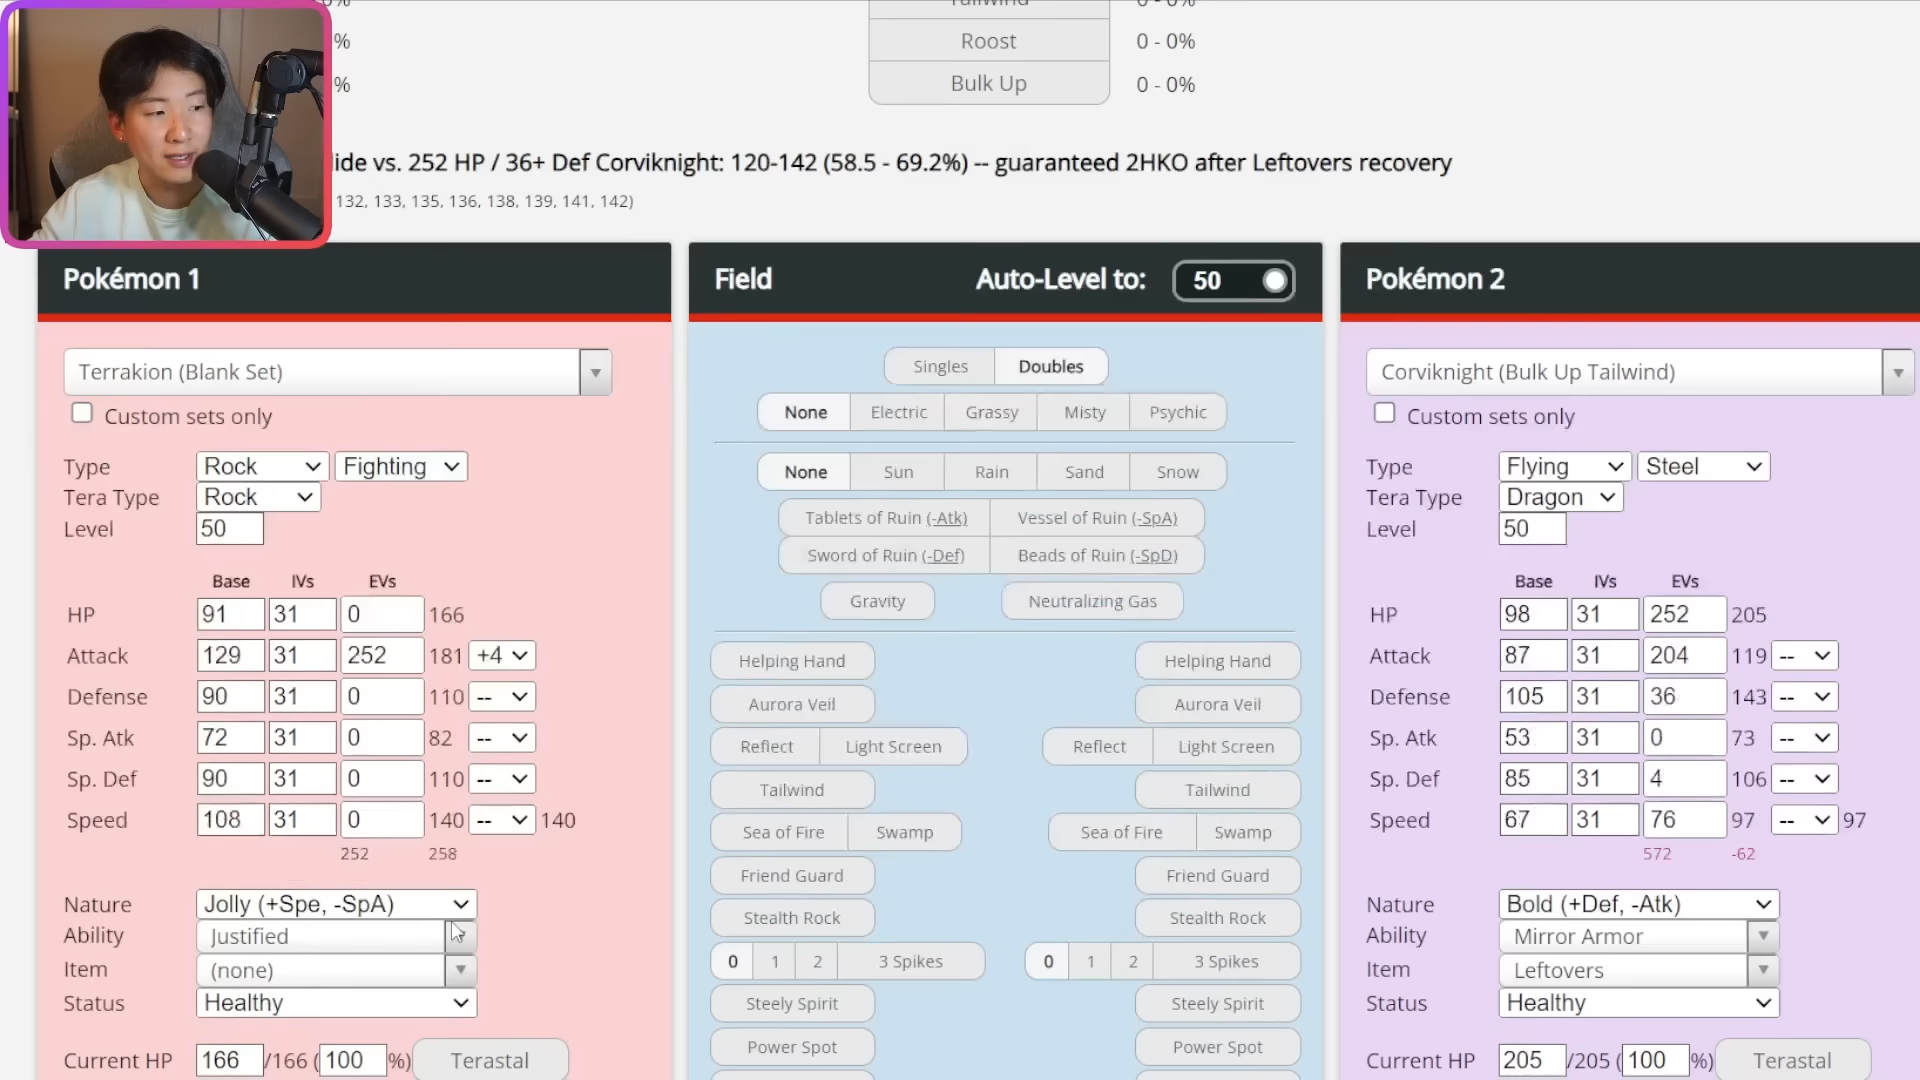 0%
Tailwind
0 - 0%
%
Roost
0 - 0%
%
Bulk Up
0 - 0%
lide vs. 252 HP / 36+ Def Corviknight: 120-142 (58.5 - 69.2%) -- guaranteed 2HKO after Leftovers recovery
132, 133, 135, 136, 138, 139, 141, 142)
Pokémon 1
Field
Auto-Level to:
50
Pokémon 2
Terrakion (Blank Set)
Singles
Doubles
Corviknight (Bulk Up Tailwind)
Custom sets only
None
Electric
Grassy
Misty
Psychic
Custom sets only
Type
Rock
Fighting
None
Sun
Rain
Sand
Snow
Type
Flying
Steel
Tera Type
Rock
Tera Type
Dragon
Level
50
Tablets of Ruin (-Atk)
Vessel of Ruin (-SpA)
Level
50
Sword of Ruin (-Def)
Beads of Ruin (-SpD)
Base IVs EVs
Gravity
Neutralizing Gas
Base IVs EVs
HP 91 31 0 166
HP 98 31 252 205
Attack 129 31 252 181 +4
Helping Hand
Helping Hand
Attack 87 31 204 119 --
Defense 90 31 0 110 --
Aurora Veil
Aurora Veil
Defense 105 31 36 143 --
Sp. Atk 72 31 0 82 --
Reflect
Light Screen
Reflect
Light Screen
Sp. Atk 53 31 0 73 --
Sp. Def 90 31 0 110 --
Tailwind
Tailwind
Sp. Def 85 31 4 106 --
Speed 108 31 0 140 -- 140
Sea of Fire
Swamp
Sea of Fire
Swamp
Speed 67 31 76 97 -- 97
252 258
572 -62
Friend Guard
Friend Guard
Nature
Jolly (+Spe, -SpA)
Stealth Rock
Stealth Rock
Nature
Bold (+Def, -Atk)
Ability
Justified
Ability
Mirror Armor
Item
(none)
0 1 2 3 Spikes
0 1 2 3 Spikes
Item
Leftovers
Status
Healthy
Steely Spirit
Steely Spirit
Status
Healthy
Current HP 166 /166 ( 100 %)
Terastal
Power Spot
Power Spot
Current HP 205 /205 ( 100 %)
Terastal